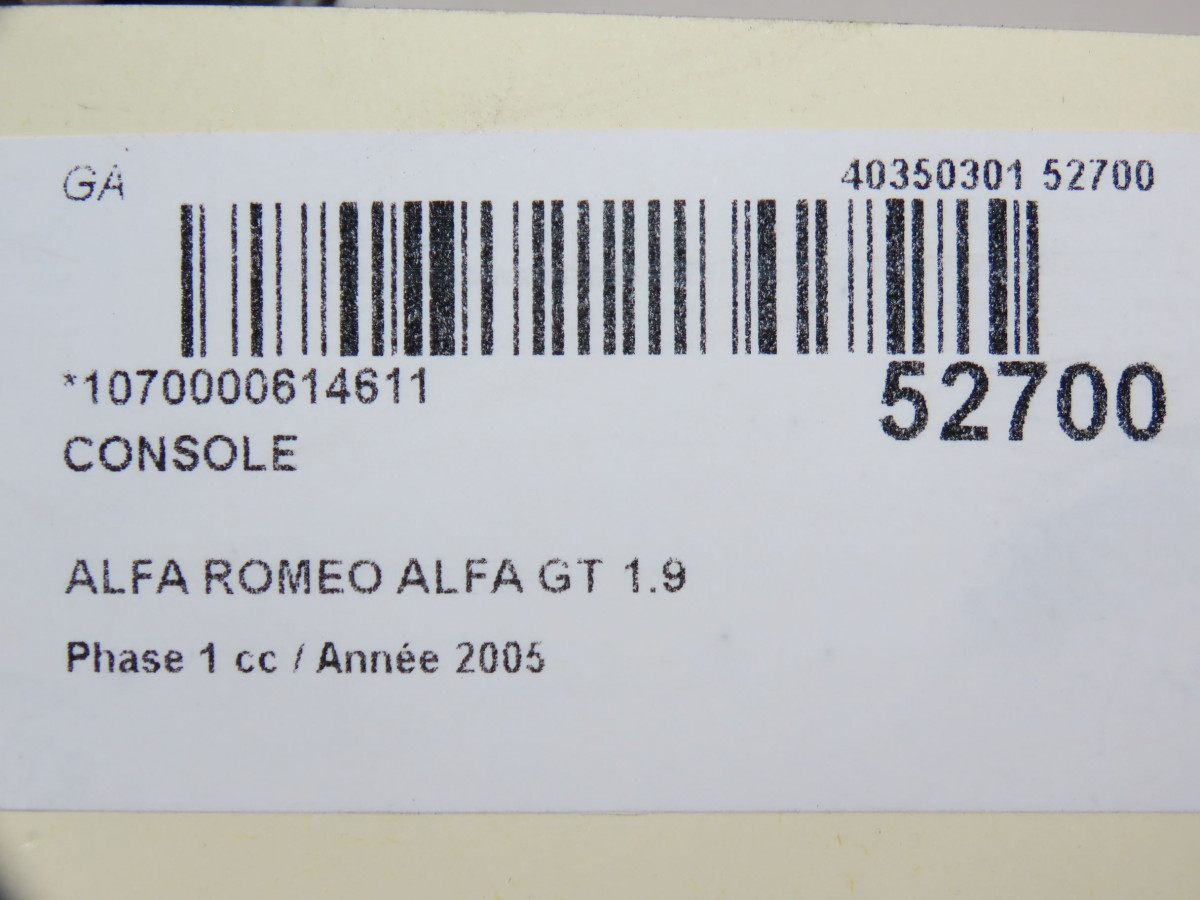 GA 40350301 52700
*1070000614611 52700
CONSOLE
ALFA ROMEO ALFA GT 1.9
Phase 1 cc / Année 2005